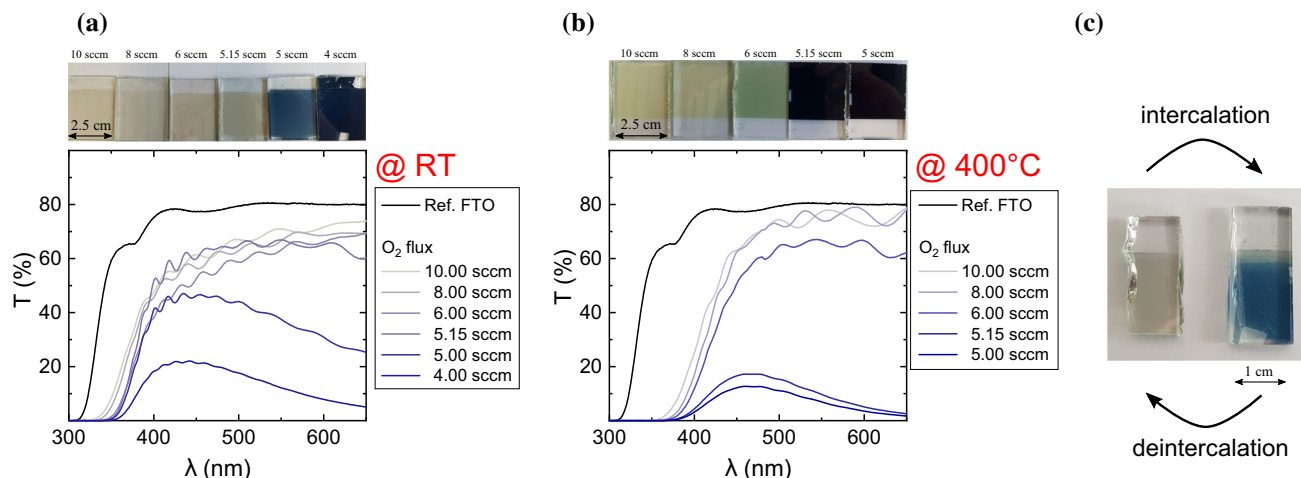 (a)
10 sccm 8 sccm 6 sccm 5.15 sccm 5 sccm 4 sccm
2.5 cm
@ RT
T (%)
80
60
40
20
300 400 500 600
λ (nm)
Ref. FTO
O₂ flux
10.00 sccm
8.00 sccm
6.00 sccm
5.15 sccm
5.00 sccm
4.00 sccm
(b)
10 sccm 8 sccm 6 sccm 5.15 sccm 5 sccm
2.5 cm
@ 400°C
T (%)
80
60
40
20
300 400 500 600
λ (nm)
Ref. FTO
O₂ flux
10.00 sccm
8.00 sccm
6.00 sccm
5.15 sccm
5.00 sccm
(c)
intercalation
1 cm
deintercalation